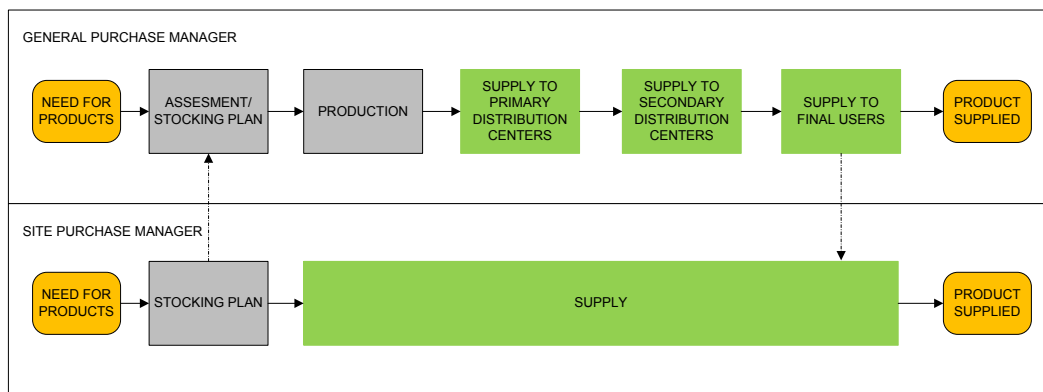 GENERAL PURCHASE MANAGER
NEED FOR
PRODUCTS
ASSESMENT/
STOCKING PLAN
PRODUCTION
SUPPLY TO
PRIMARY
DISTRIBUTION
CENTERS
SUPPLY TO
SECONDARY
DISTRIBUTION
CENTERS
SUPPLY TO
FINAL USERS
PRODUCT
SUPPLIED
SITE PURCHASE MANAGER
NEED FOR
PRODUCTS
STOCKING PLAN
SUPPLY
PRODUCT
SUPPLIED